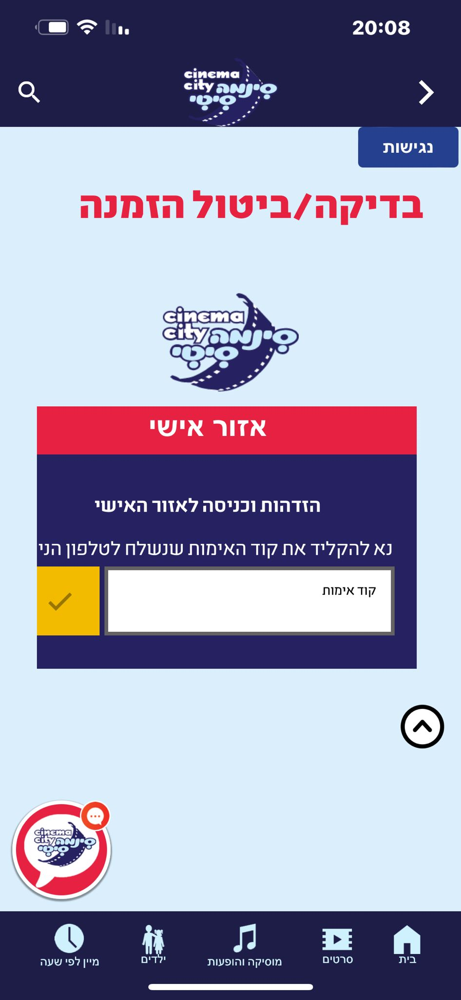 20:08
cinema
city סינמה
סיטי
נגישות
בדיקה/ביטול הזמנה
cinema
city סינמה
סיטי
אזור אישי
הזדהות וכניסה לאזור האישי
נא להקליד את קוד האימות שנשלח לטלפון הני
קוד אימות
cinema
city סינמה
סיטי
בית
סרטים
מוסיקה והופעות
ילדים
מיין לפי שעה